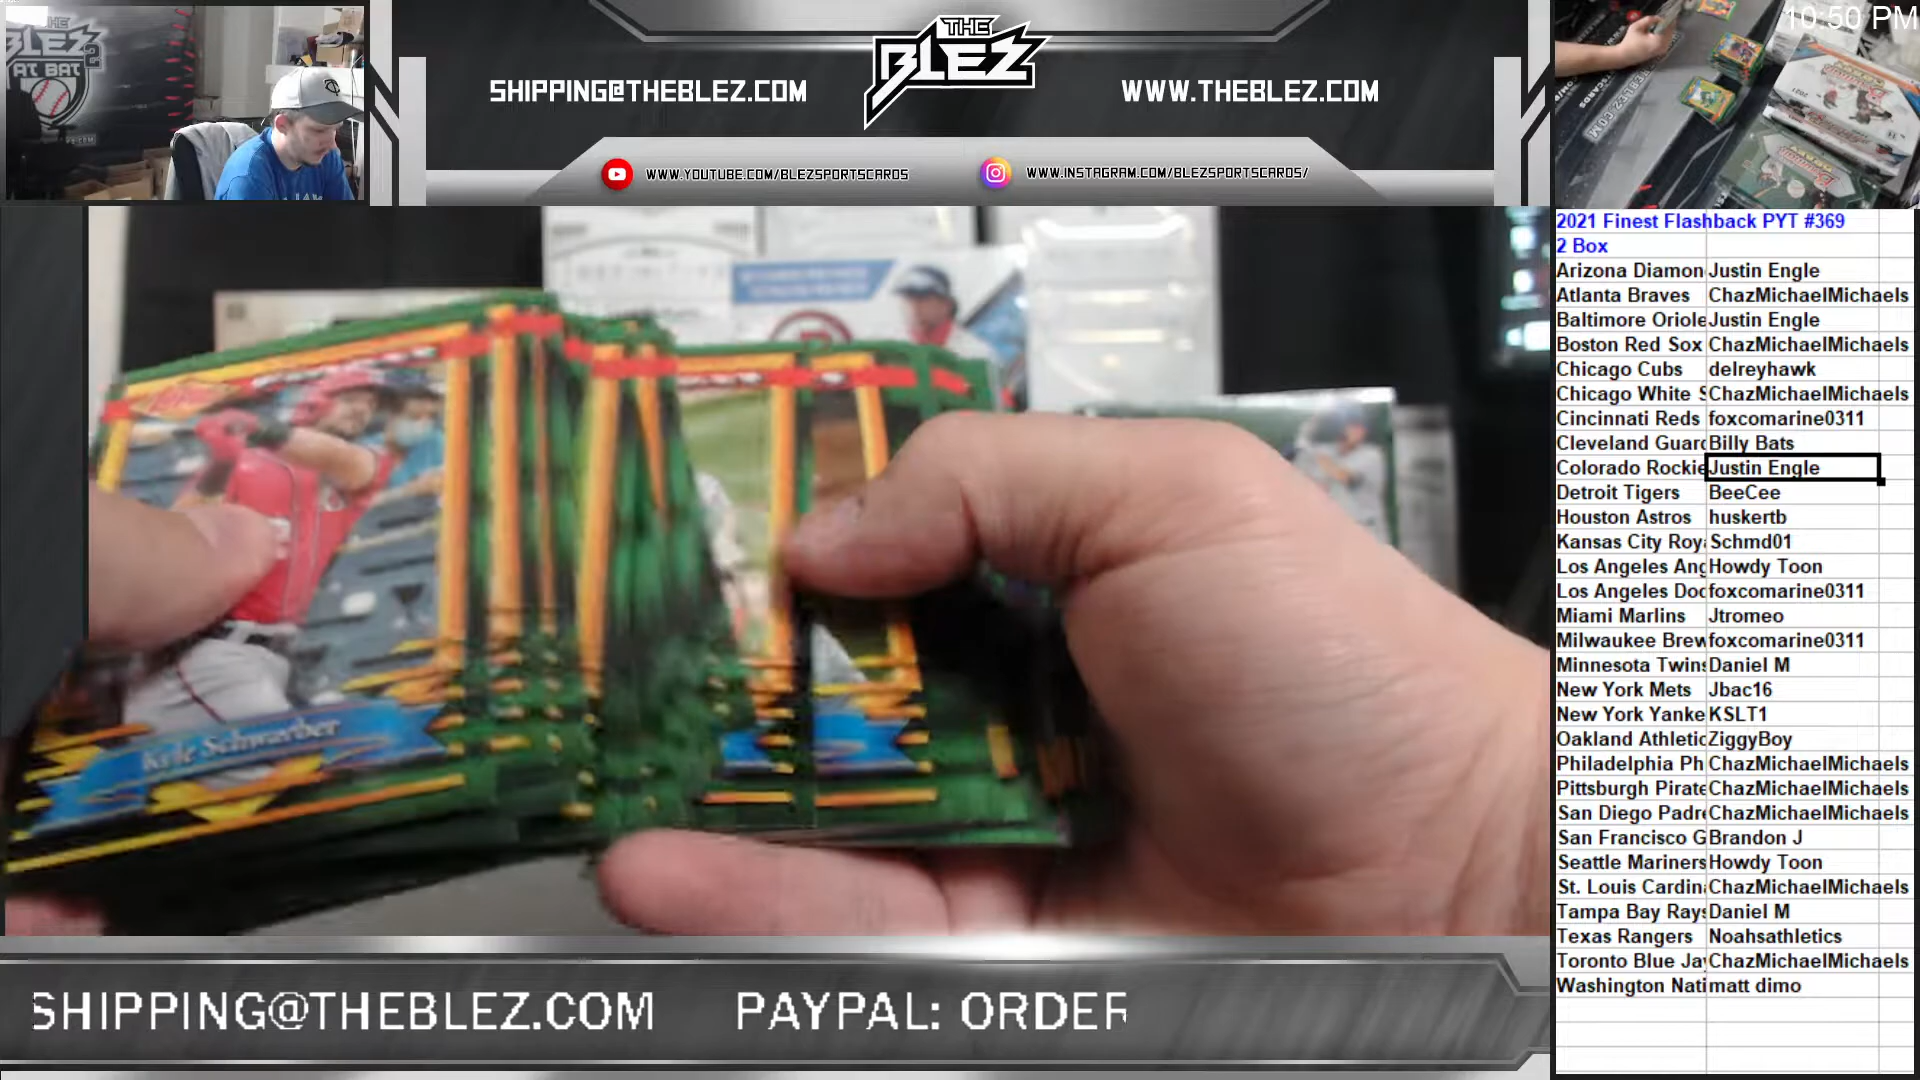 10:50 PM
THE
BLEZ
AT BAT
2
THE
BLEZ
SHIPPING@THEBLEZ.COM
WWW.THEBLEZ.COM
WWW.YOUTUBE.COM/BLEZSPORTSCARDS
WWW.INSTAGRAM.COM/BLEZSPORTSCARDS/
2021 Finest Flashback PYT #369
2 Box
Arizona Diamon Justin Engle
Atlanta Braves ChazMichaelMichaels
Baltimore Oriole Justin Engle
Boston Red Sox ChazMichaelMichaels
Chicago Cubs delreyhawk
Chicago White S ChazMichaelMichaels
Cincinnati Reds foxcomarine0311
Cleveland Guard Billy Bats
Colorado Rockie Justin Engle
Detroit Tigers BeeCee
Houston Astros huskertb
Kansas City Roy Schmd01
Los Angeles Ang Howdy Toon
Los Angeles Dod foxcomarine0311
Miami Marlins Jtromeo
Milwaukee Brew foxcomarine0311
Minnesota Twins Daniel M
New York Mets Jbac16
New York Yanke KSLT1
Oakland Athletic ZiggyBoy
Philadelphia Ph ChazMichaelMichaels
Pittsburgh Pirate ChazMichaelMichaels
San Diego Padre ChazMichaelMichaels
San Francisco G Brandon J
Seattle Mariners Howdy Toon
St. Louis Cardin ChazMichaelMichaels
Tampa Bay Rays Daniel M
Texas Rangers Noahsathletics
Toronto Blue Jay ChazMichaelMichaels
Washington Nati matt dimo
Kyle Schwarber
SHIPPING@THEBLEZ.COM PAYPAL: ORDER